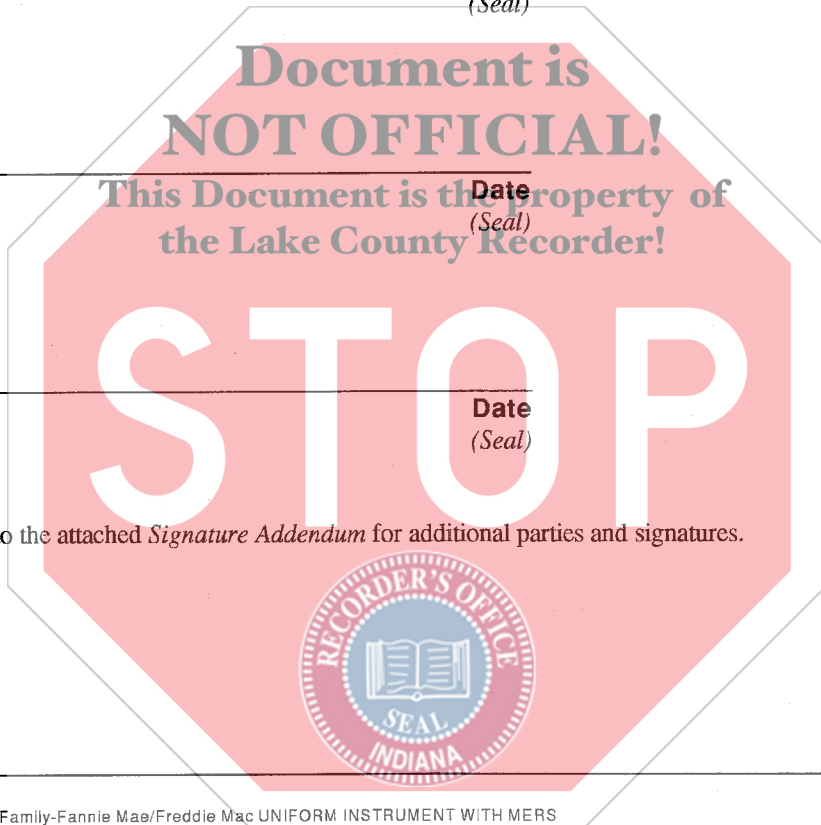 (Seal)
Document is
NOT OFFICIAL!
This Document is the property of
the Lake County Recorder!
Date
(Seal)
STOP
Date
(Seal)
o the attached Signature Addendum for additional parties and signatures.
RECORDER'S OFFICE
SEAL
INDIANA
Family-Fannie Mae/Freddie Mac UNIFORM INSTRUMENT WITH MERS